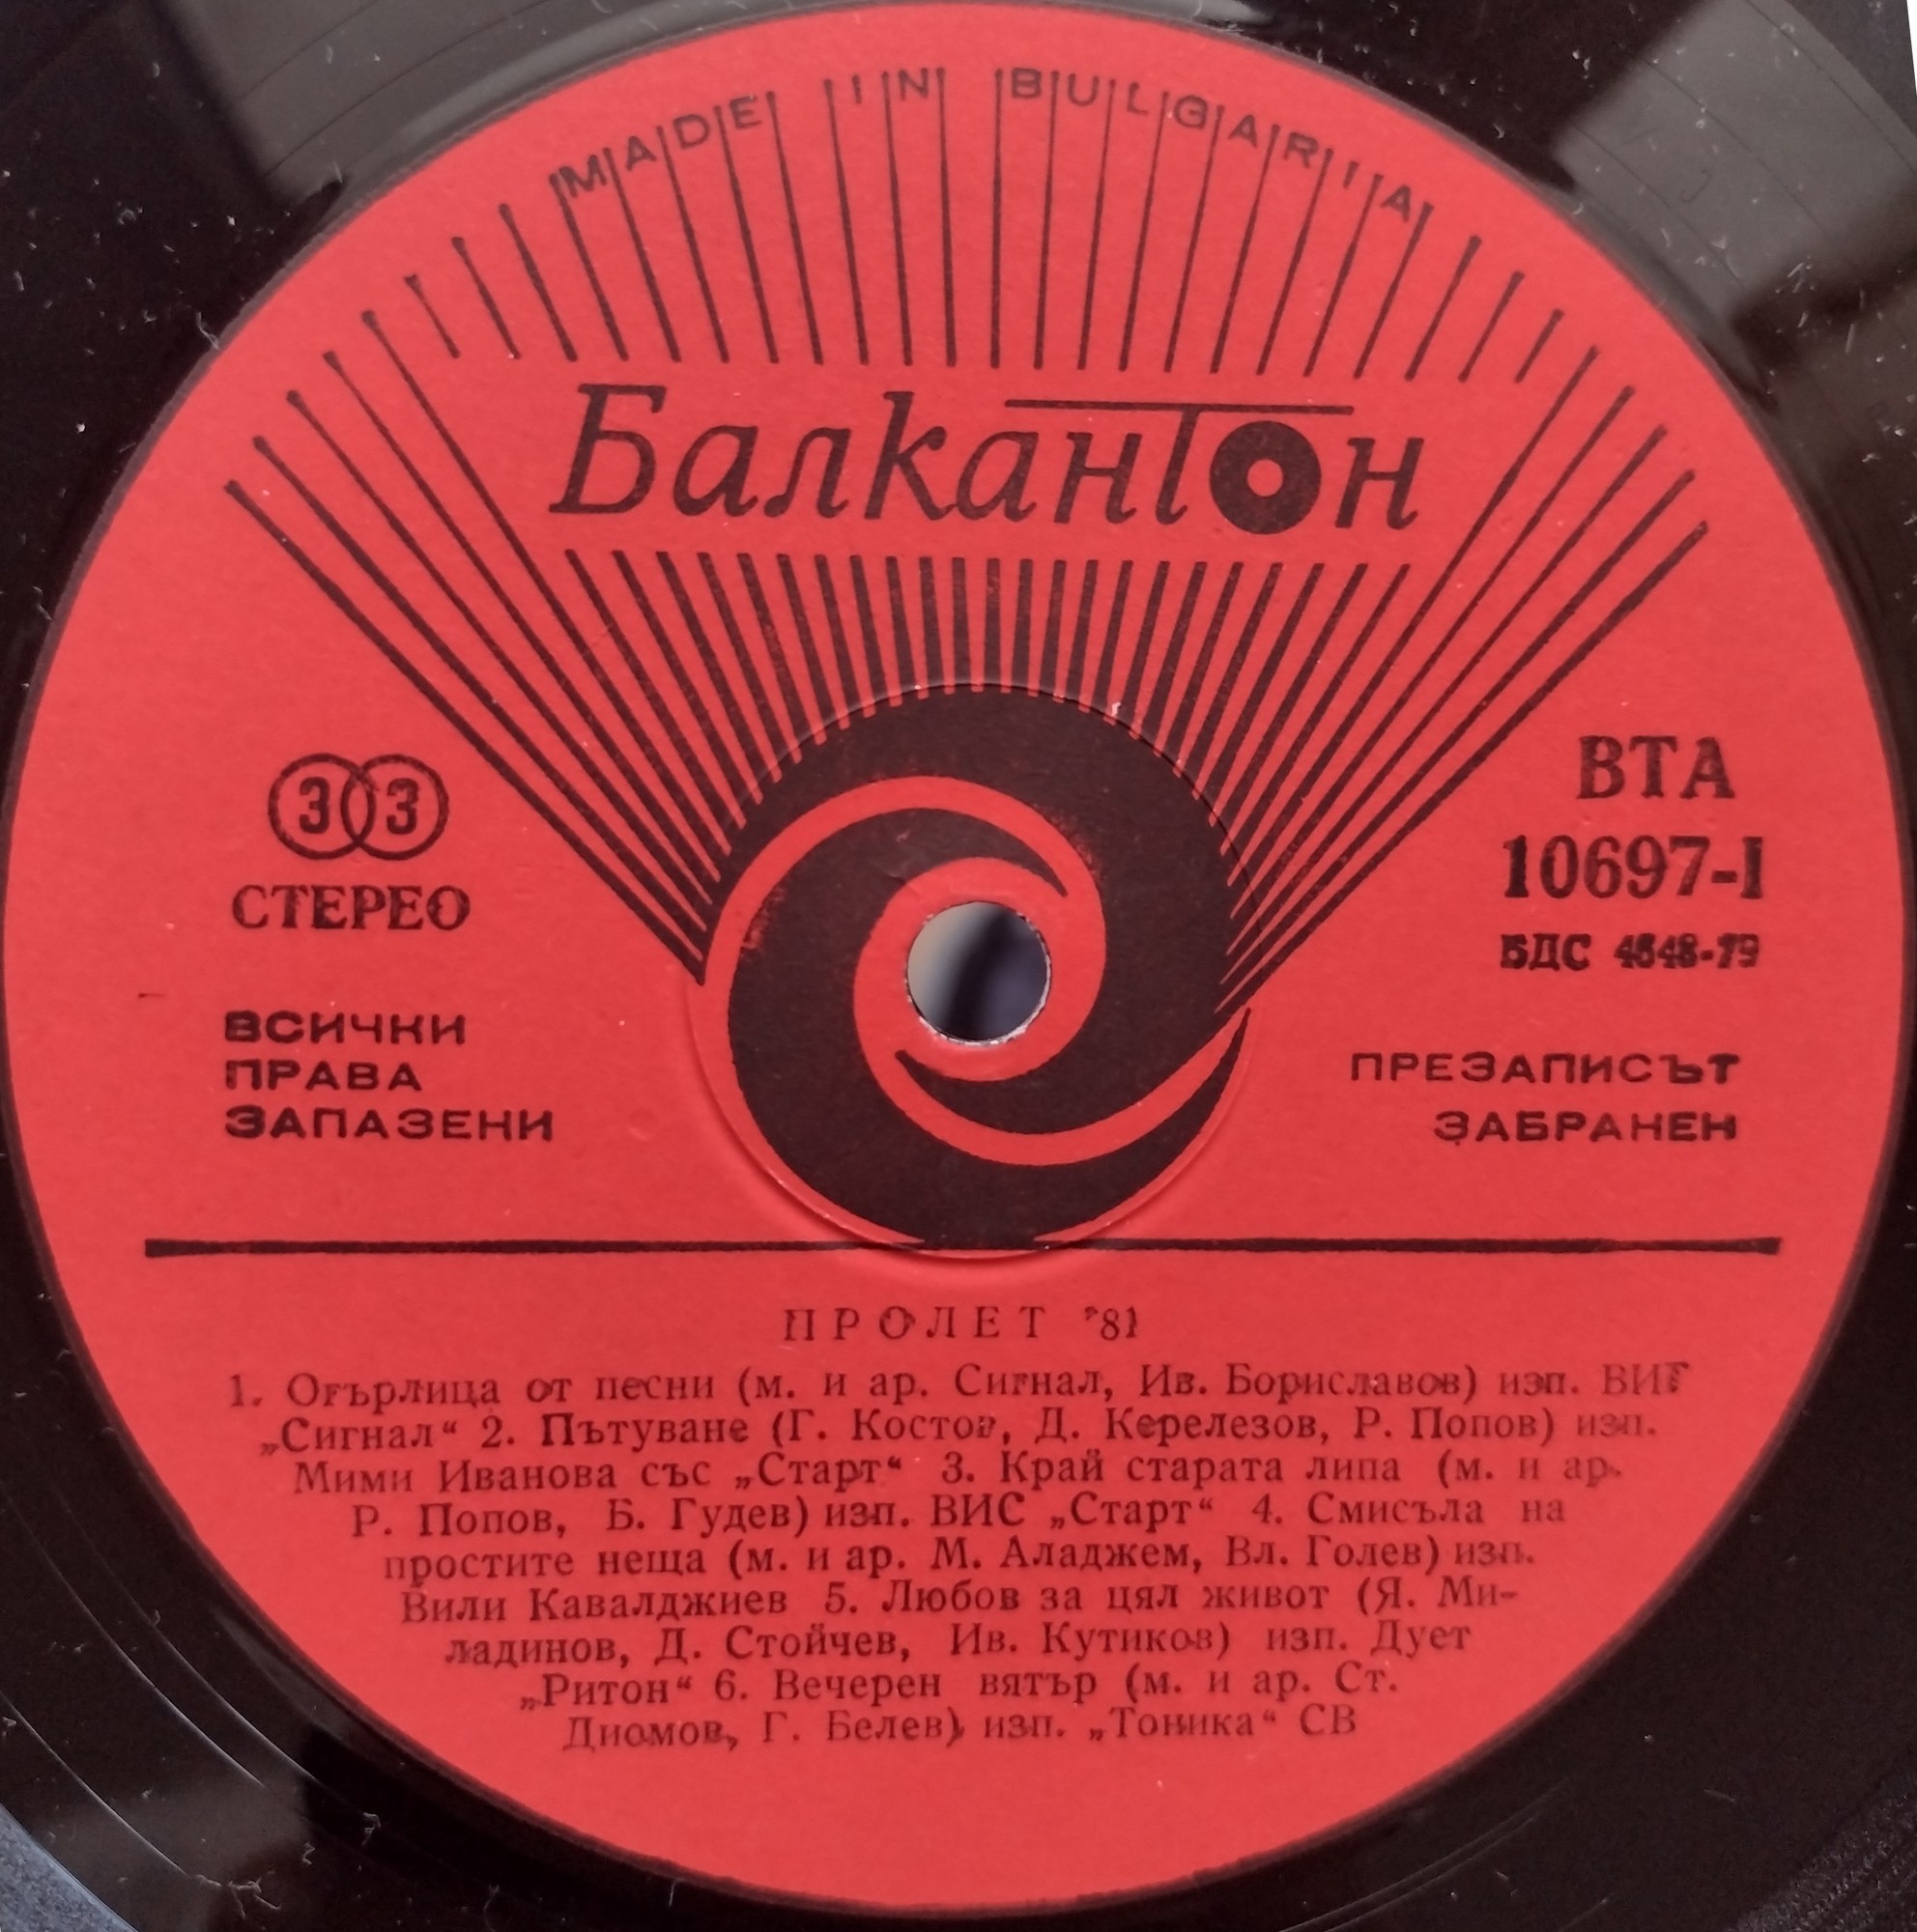 MADE IN BULGARIA
Балкантон
33
СТЕРЕО
ВТА
10697-I
БДС 4648-79
ВСИЧКИ
ПРАВА
ЗАПАЗЕНИ
ПРЕЗАПИСЪТ
ЗАБРАНЕН
ПРОЛЕТ '81
1. Огърлица от песни (м. и ар. Сигнал, Ив. Бориславов) изп. ВИГ
„Сигнал“ 2. Пътуване (Г. Костов, Д. Керелезов, Р. Попов) изп.
Мими Иванова със „Старт“ 3. Край старата липа (м. и ар.
Р. Попов, Б. Гудев) изп. ВИС „Старт“ 4. Смисъла на
простите неща (м. и ар. М. Аладжем, Вл. Голев) изп.
Вили Кавалджиев 5. Любов за цял живот (Я. Ми-
ладинов, Д. Стойчев, Ив. Кутиков) изп. Дует
„Ритон“ 6. Вечерен вятър (м. и ар. Ст.
Диомов, Г. Белев) изп. „Тоника“ СВ